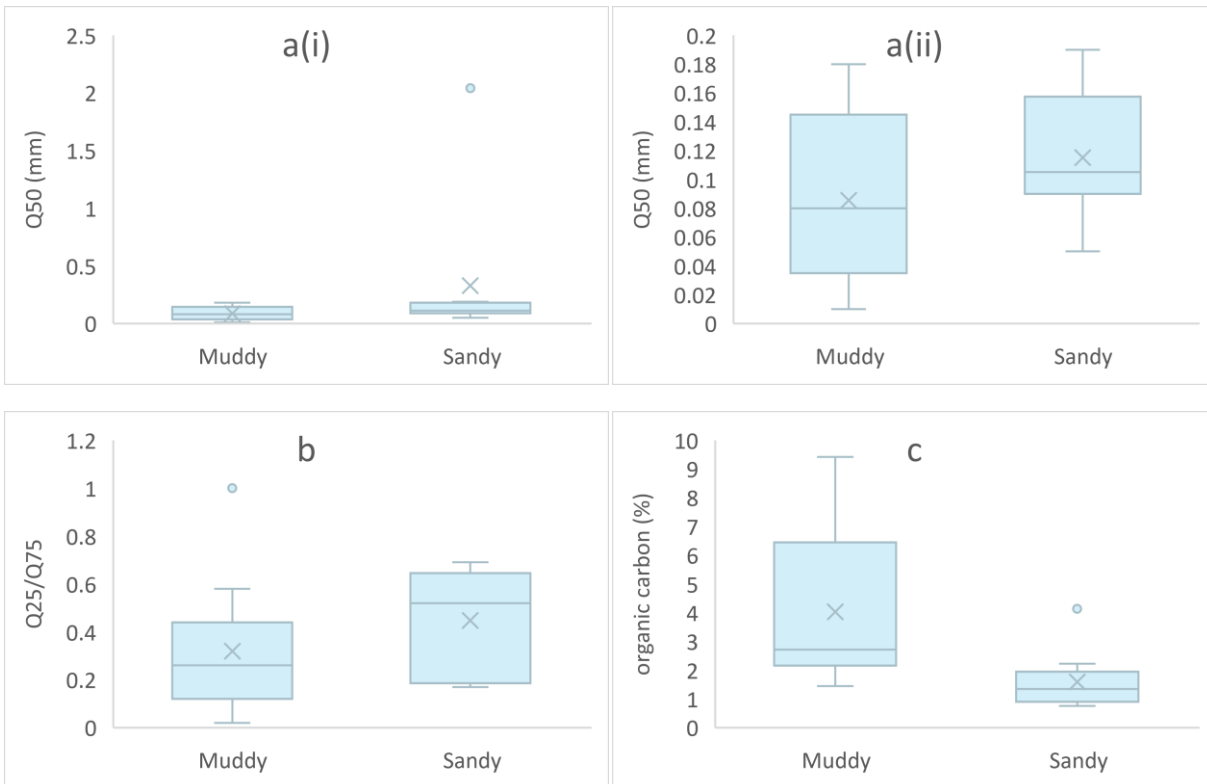 a(i)
Q50 (mm)
2.5
2
1.5
1
0.5
0
Muddy
Sandy
a(ii)
Q50 (mm)
0.2
0.18
0.16
0.14
0.12
0.1
0.08
0.06
0.04
0.02
0
Muddy
Sandy
b
Q25/Q75
1.2
1
0.8
0.6
0.4
0.2
0
Muddy
Sandy
c
organic carbon (%)
10
9
8
7
6
5
4
3
2
1
0
Muddy
Sandy